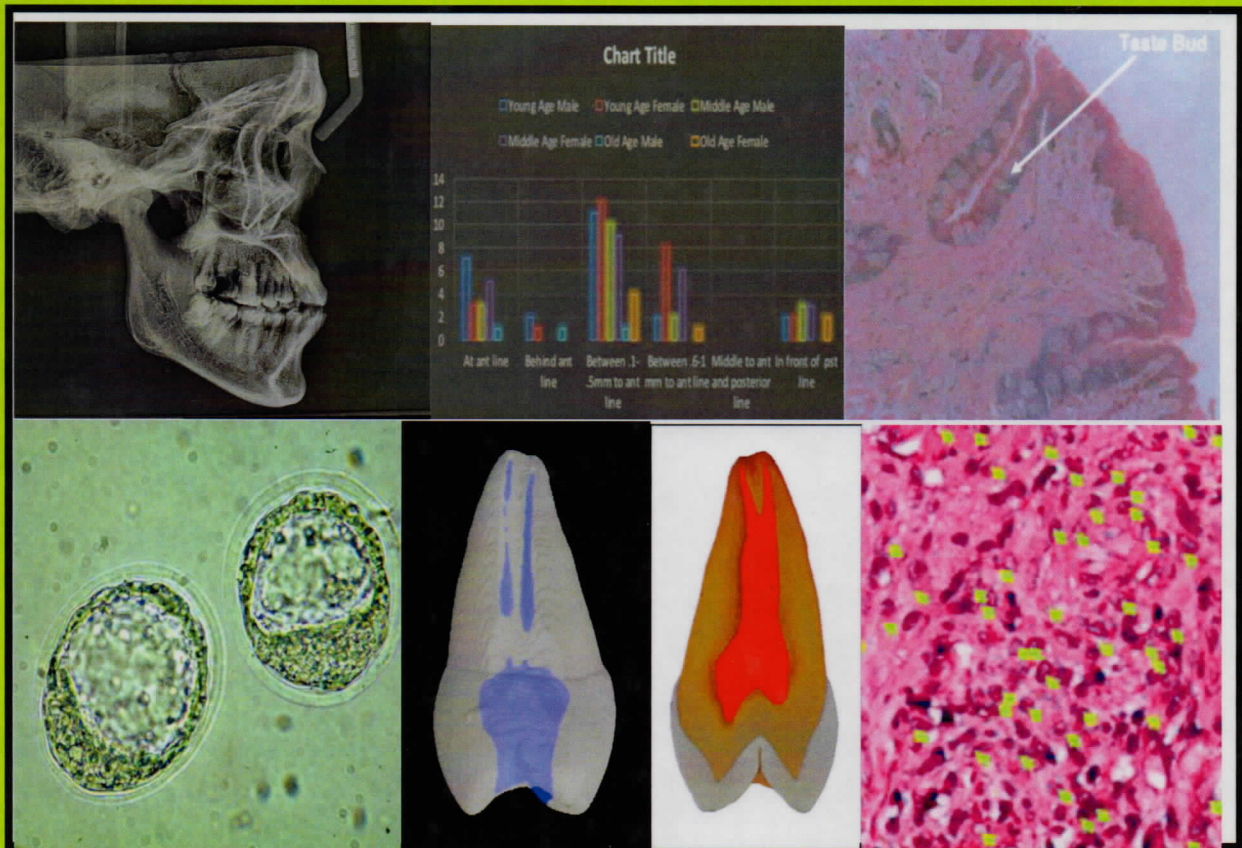 Chart Title
Young Age Male Young Age Female Middle Age Male
Middle Age Female Old Age Male Old Age Female
14
12
10
8
6
4
2
0
At ant line Behind ant line Between .1-.5mm to ant line Between .6-1 mm to ant line Middle to ant and posterior line In front of pst line
Taste Bud